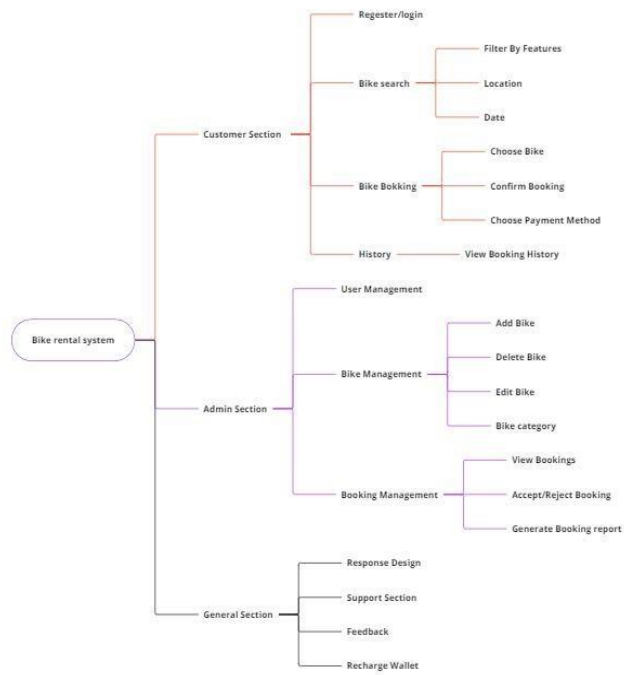 Regester/login
Filter By Features
Bike search
Location
Date
Customer Section
Choose Bike
Bike Bokking
Confirm Booking
Choose Payment Method
History
View Booking History
User Management
Bike rental system
Add Bike
Delete Bike
Bike Management
Edit Bike
Admin Section
Bike category
View Bookings
Booking Management
Accept/Reject Booking
Generate Booking report
Response Design
Support Section
General Section
Feedback
Recharge Wallet